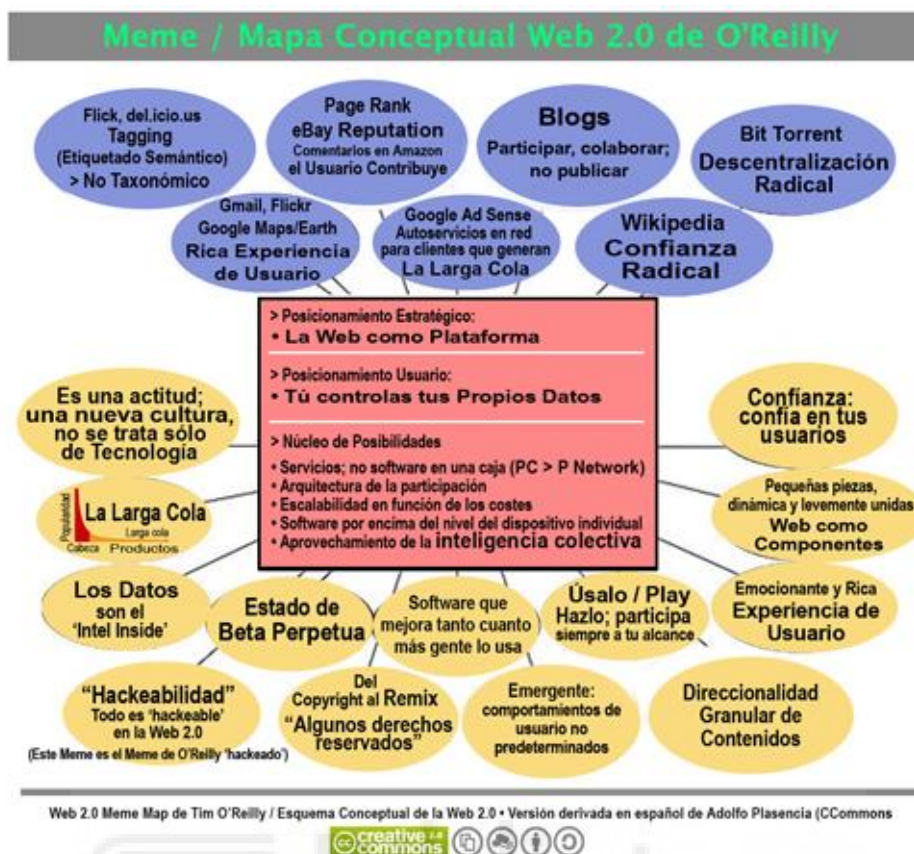 Meme / Mapa Conceptual Web 2.0 de O'Reilly
Flick, del.icio.us
Tagging
(Etiquetado Semántico)
> No Taxonómico
Page Rank
eBay Reputation
Comentarios en Amazon
el Usuario Contribuye
Blogs
Participar, colaborar;
no publicar
Bit Torrent
Descentralización
Radical
Gmail, Flickr
Google Maps/Earth
Rica Experiencia
de Usuario
Google Ad Sense
Autoservicios en red
para clientes que generan
La Larga Cola
Wikipedia
Confianza
Radical
> Posicionamiento Estratégico:
• La Web como Plataforma
> Posicionamiento Usuario:
• Tú controlas tus Propios Datos
> Núcleo de Posibilidades
• Servicios; no software en una caja (PC > P Network)
• Arquitectura de la participación
• Escalabilidad en función de los costes
• Software por encima del nivel del dispositivo individual
• Aprovechamiento de la inteligencia colectiva
Es una actitud;
una nueva cultura,
no se trata sólo
de Tecnología
Confíanza:
confía en tus
usuarios
Popularidad
La Larga Cola
Larga cola
Cabeca Productos
Pequeñas piezas,
dinámica y levemente unidas
Web como
Componentes
Los Datos
son el
'Intel Inside'
Estado de
Beta Perpetua
Software que
mejora tanto cuanto
más gente lo usa
Úsalo / Play
Hazlo; participa
siempre a tu alcance
Emocionante y Rica
Experiencia de
Usuario
"Hackeabilidad"
Todo es 'hackeable'
en la Web 2.0
(Este Meme es el Meme de O'Reilly 'hackeado')
Del
Copyright al Remix
"Algunos derechos
reservados"
Emergente:
comportamientos de
usuario no
predeterminados
Direccionalidad
Granular de
Contenidos
Web 2.0 Meme Map de Tim O'Reilly / Esquema Conceptual de la Web 2.0 • Versión derivada en español de Adolfo Plasencia (CCommons
cc creative commons